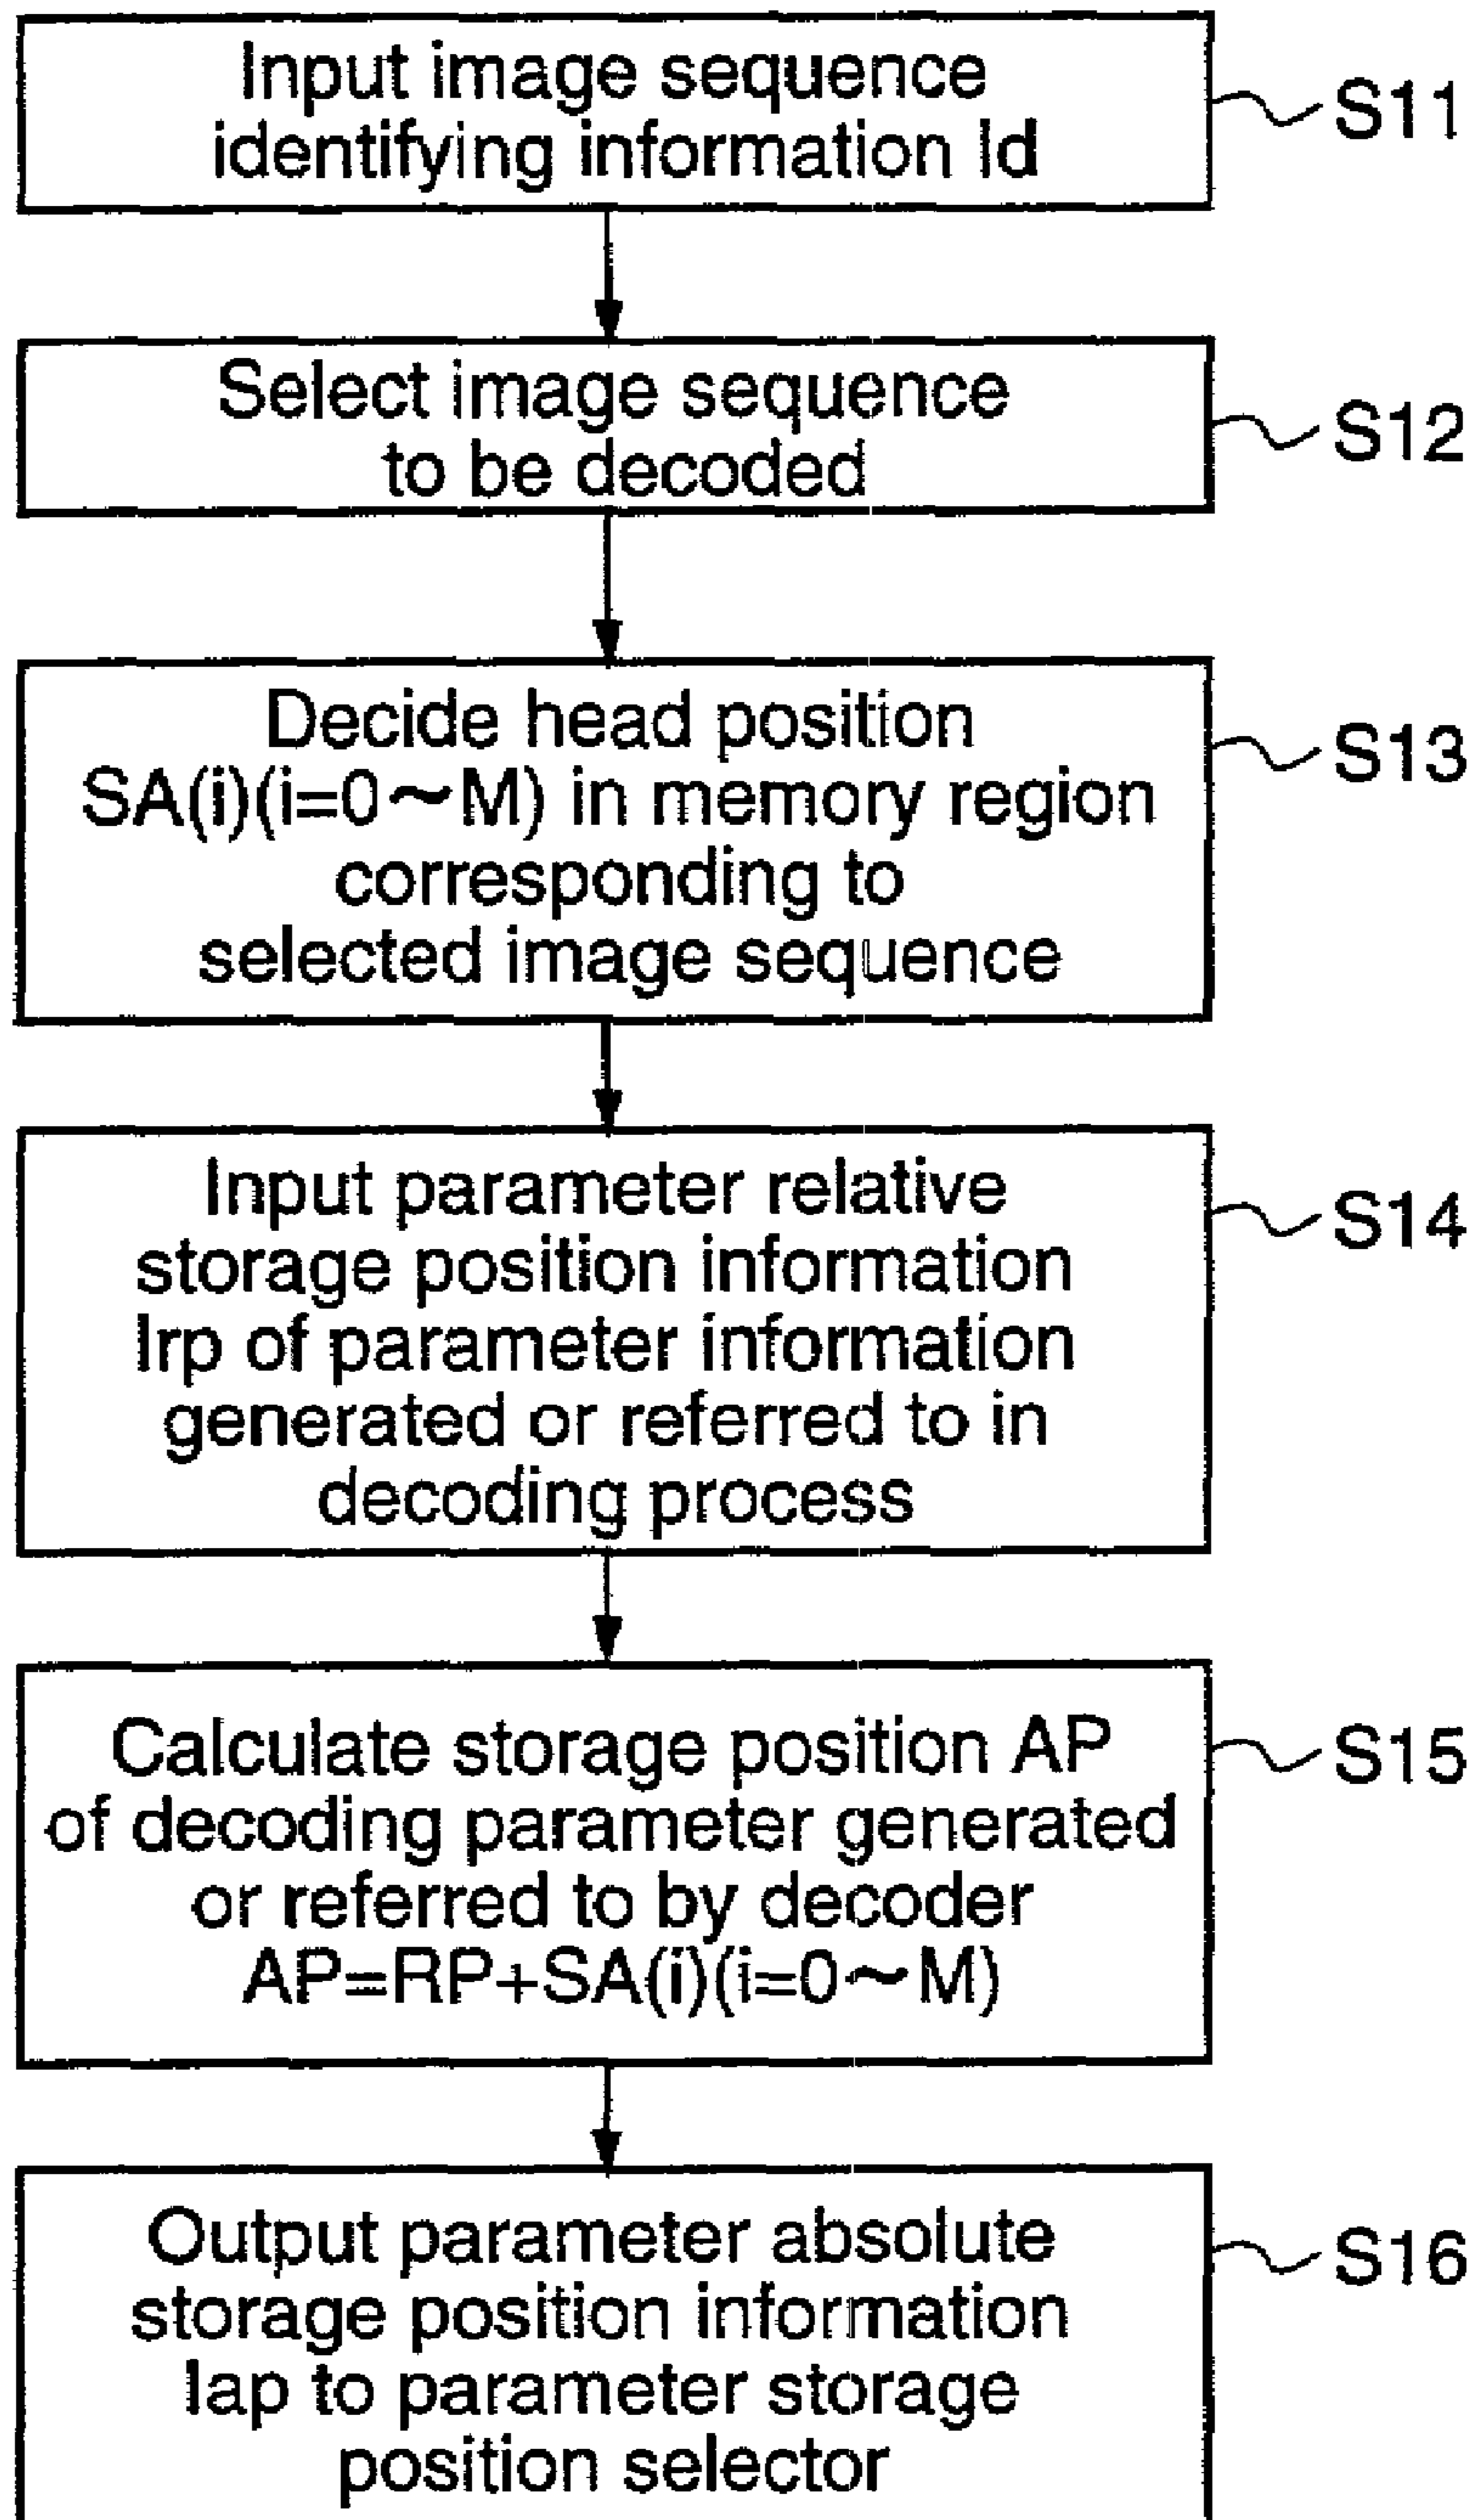 Input image sequence
identifying information Id
S11
Select image sequence
to be decoded
S12
Decide head position
SA(i)(i=0～M) in memory region
corresponding to
selected image sequence
S13
Input parameter relative
storage position information
Irp of parameter information
generated or referred to in
decoding process
S14
Calculate storage position AP
of decoding parameter generated
or referred to by decoder
AP=RP+SA(i)(i=0～M)
S15
Output parameter absolute
storage position information
Iap to parameter storage
position selector
S16